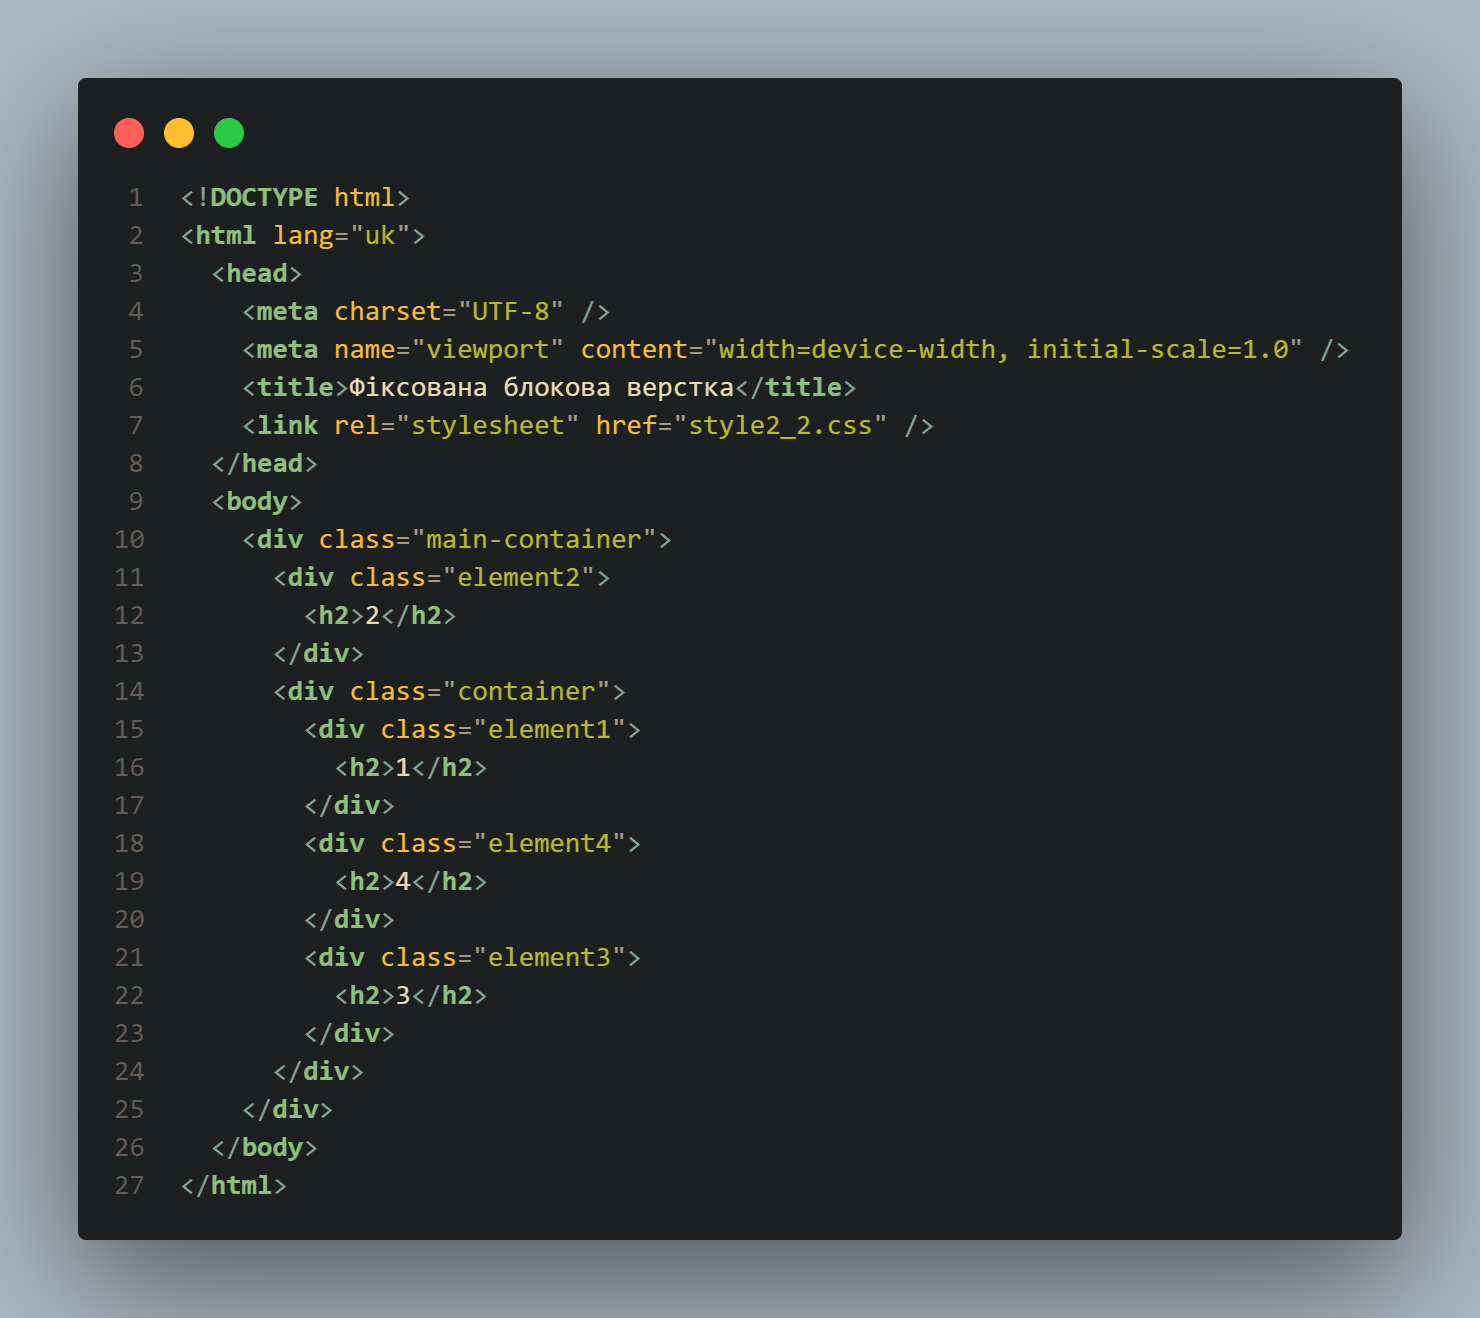 1 <!DOCTYPE html>
2 <html lang="uk">
3 <head>
4 <meta charset="UTF-8" />
5 <meta name="viewport" content="width=device-width, initial-scale=1.0" />
6 <title>Фіксована блокова верстка</title>
7 <link rel="stylesheet" href="style2_2.css" />
8 </head>
9 <body>
10 <div class="main-container">
11 <div class="element2">
12 <h2>2</h2>
13 </div>
14 <div class="container">
15 <div class="element1">
16 <h2>1</h2>
17 </div>
18 <div class="element4">
19 <h2>4</h2>
20 </div>
21 <div class="element3">
22 <h2>3</h2>
23 </div>
24 </div>
25 </div>
26 </body>
27 </html>